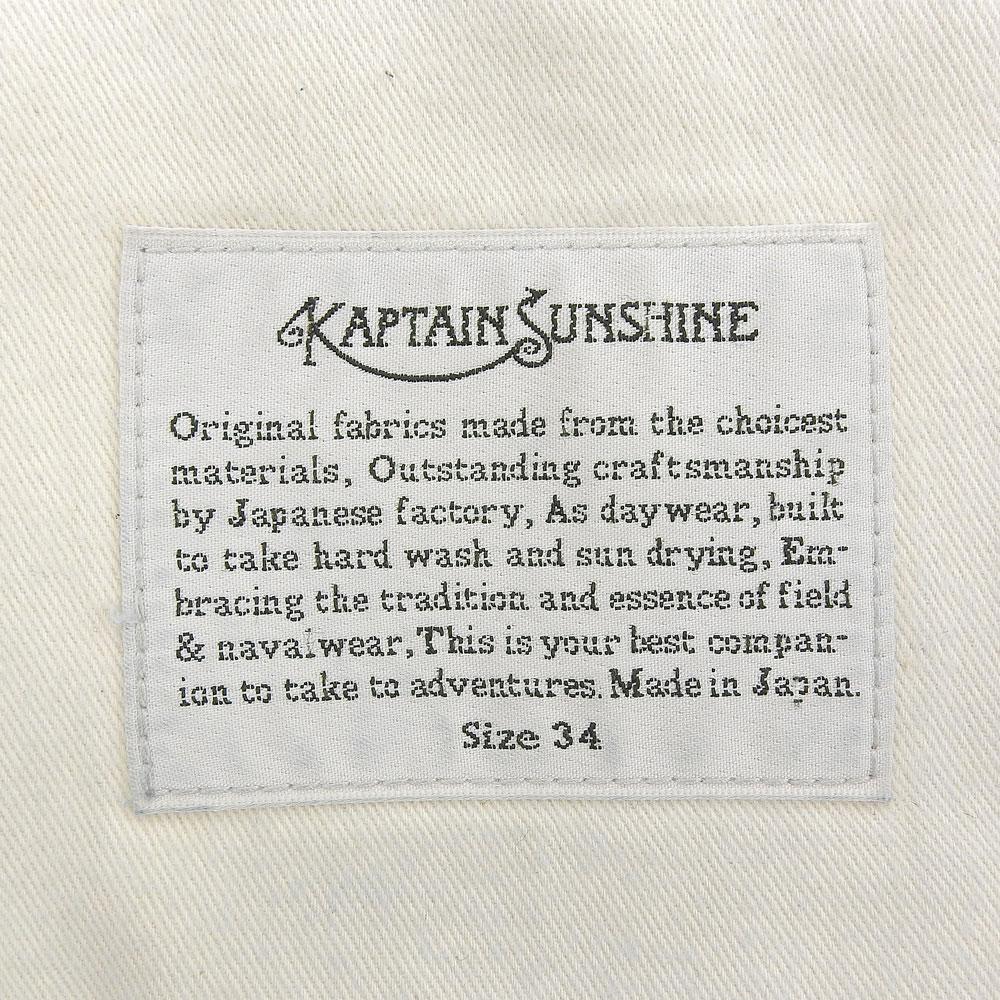 KAPTAIN SUNSHINE
Original fabrics made from the choicest
materials, Outstanding craftsmanship
by Japanese factory, As daywear, built
to take hard wash and sun drying, Em-
bracing the tradition and essence of field
& naval wear, This is your best compan-
ion to take to adventures. Made in Japan.
Size 34